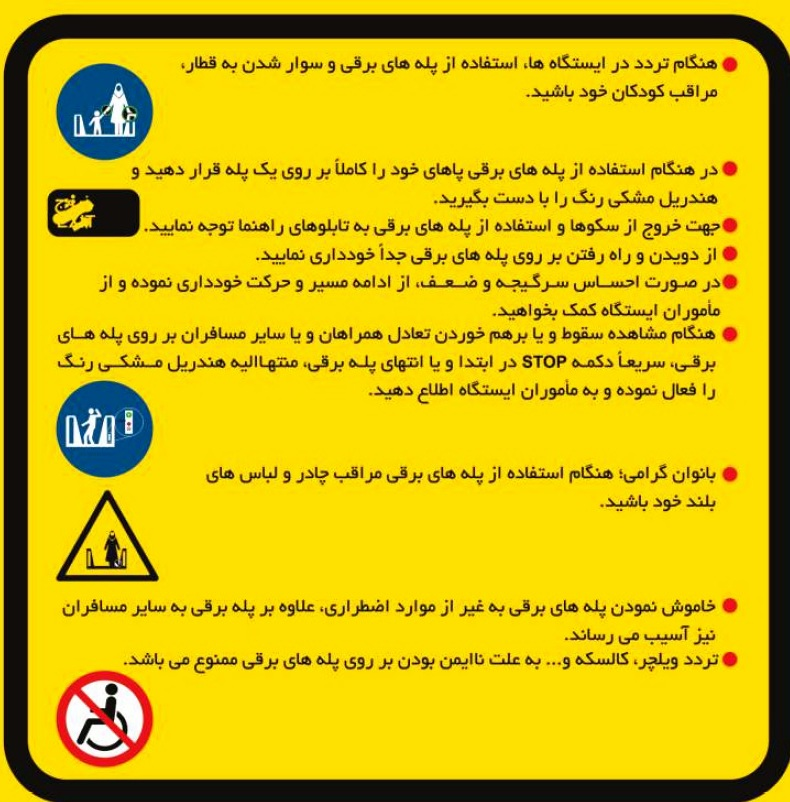 هنگام تردد در ایستگاه ها، استفاده از پله های برقی و سوار شدن به قطار،
مراقب کودکان خود باشید.
در هنگام استفاده از پله های برقی پاهای خود را کاملاً بر روی یک پله قرار دهید و
هندریل مشکی رنگ را با دست بگیرید.
جهت خروج از سکوها و استفاده از پله های برقی به تابلوهای راهنما توجه نمایید.
از دویدن و راه رفتن بر روی پله های برقی جداً خودداری نمایید.
در صورت احساس سرگیجه و ضعف، از ادامه مسیر و حرکت خودداری نموده و از
مأموران ایستگاه کمک بخواهید.
هنگام مشاهده سقوط و یا برهم خوردن تعادل همراهان و یا سایر مسافران بر روی پله های
برقی، سریعاً دکمه STOP در ابتدا و یا انتهای پله برقی، منتهاالیه هندریل مشکی رنگ
را فعال نموده و به مأموران ایستگاه اطلاع دهید.
بانوان گرامی؛ هنگام استفاده از پله های برقی مراقب چادر و لباس های
بلند خود باشید.
خاموش نمودن پله های برقی به غیر از موارد اضطراری، علاوه بر پله برقی به سایر مسافران
نیز آسیب می رساند.
تردد ویلچر، کالسکه و... به علت ناایمن بودن بر روی پله های برقی ممنوع می باشد.